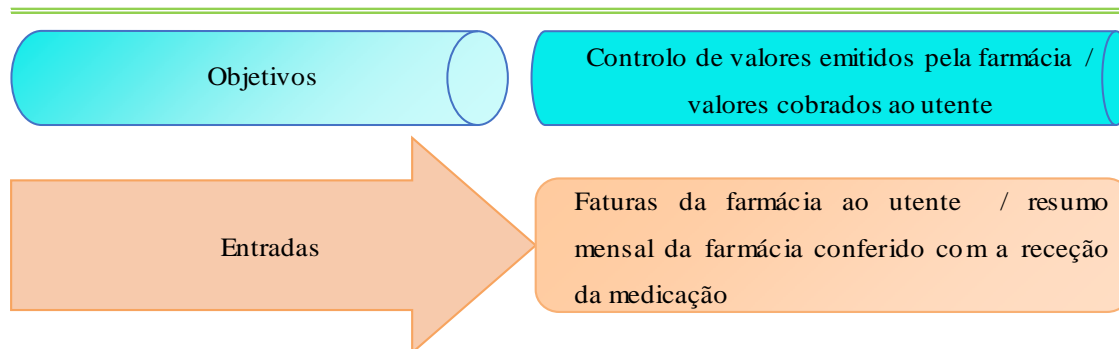 Objetivos
Controlo de valores emitidos pela farmácia /
valores cobrados ao utente
Entradas
Faturas da farmácia ao utente / resumo
mensal da farmácia conferido com a receção
da medicação